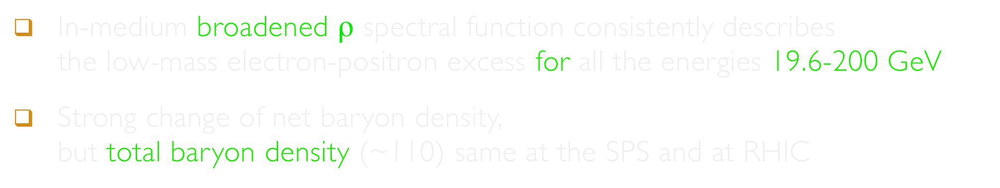 In-medium broadened ρ spectral function consistently describes
the low-mass electron-positron excess for all the energies 19.6-200 GeV
Strong change of net baryon density,
but total baryon density (~110) same at the SPS and at RHIC